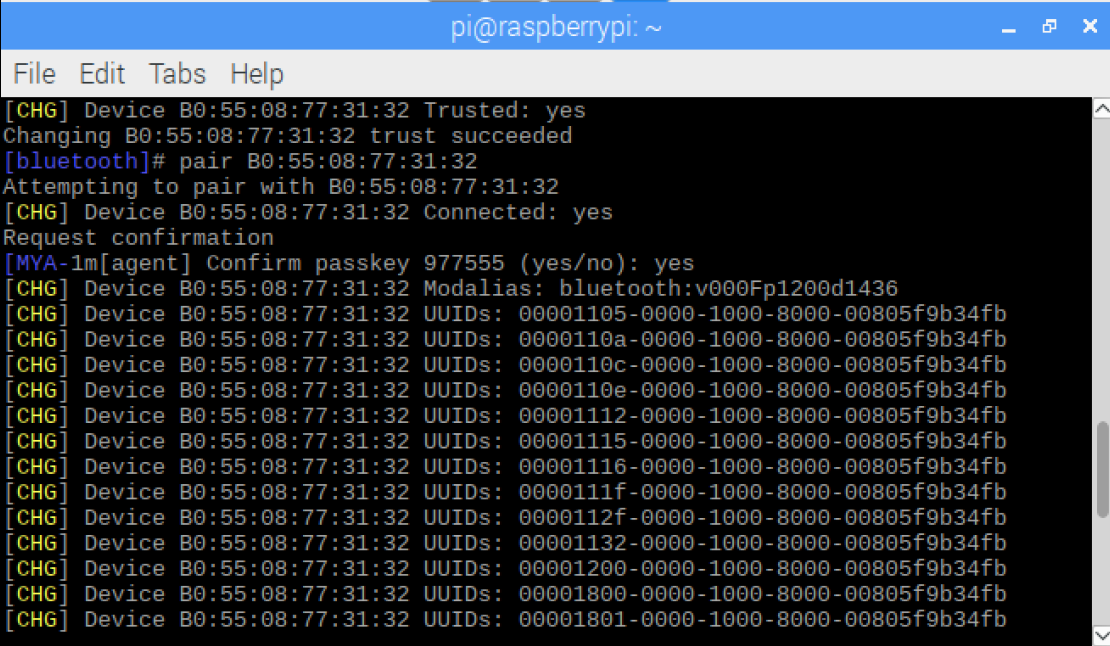 pi@raspberrypi: ~
File Edit Tabs Help
[CHG] Device B0:55:08:77:31:32 Trusted: yes
Changing B0:55:08:77:31:32 trust succeeded
[bluetooth]# pair B0:55:08:77:31:32
Attempting to pair with B0:55:08:77:31:32
[CHG] Device B0:55:08:77:31:32 Connected: yes
Request confirmation
[MYA-1m[agent] Confirm passkey 977555 (yes/no): yes
[CHG] Device B0:55:08:77:31:32 Modalias: bluetooth:v000Fp1200d1436
[CHG] Device B0:55:08:77:31:32 UUIDs: 00001105-0000-1000-8000-00805f9b34fb
[CHG] Device B0:55:08:77:31:32 UUIDs: 0000110a-0000-1000-8000-00805f9b34fb
[CHG] Device B0:55:08:77:31:32 UUIDs: 0000110c-0000-1000-8000-00805f9b34fb
[CHG] Device B0:55:08:77:31:32 UUIDs: 0000110e-0000-1000-8000-00805f9b34fb
[CHG] Device B0:55:08:77:31:32 UUIDs: 00001112-0000-1000-8000-00805f9b34fb
[CHG] Device B0:55:08:77:31:32 UUIDs: 00001115-0000-1000-8000-00805f9b34fb
[CHG] Device B0:55:08:77:31:32 UUIDs: 00001116-0000-1000-8000-00805f9b34fb
[CHG] Device B0:55:08:77:31:32 UUIDs: 0000111f-0000-1000-8000-00805f9b34fb
[CHG] Device B0:55:08:77:31:32 UUIDs: 0000112f-0000-1000-8000-00805f9b34fb
[CHG] Device B0:55:08:77:31:32 UUIDs: 00001132-0000-1000-8000-00805f9b34fb
[CHG] Device B0:55:08:77:31:32 UUIDs: 00001200-0000-1000-8000-00805f9b34fb
[CHG] Device B0:55:08:77:31:32 UUIDs: 00001800-0000-1000-8000-00805f9b34fb
[CHG] Device B0:55:08:77:31:32 UUIDs: 00001801-0000-1000-8000-00805f9b34fb